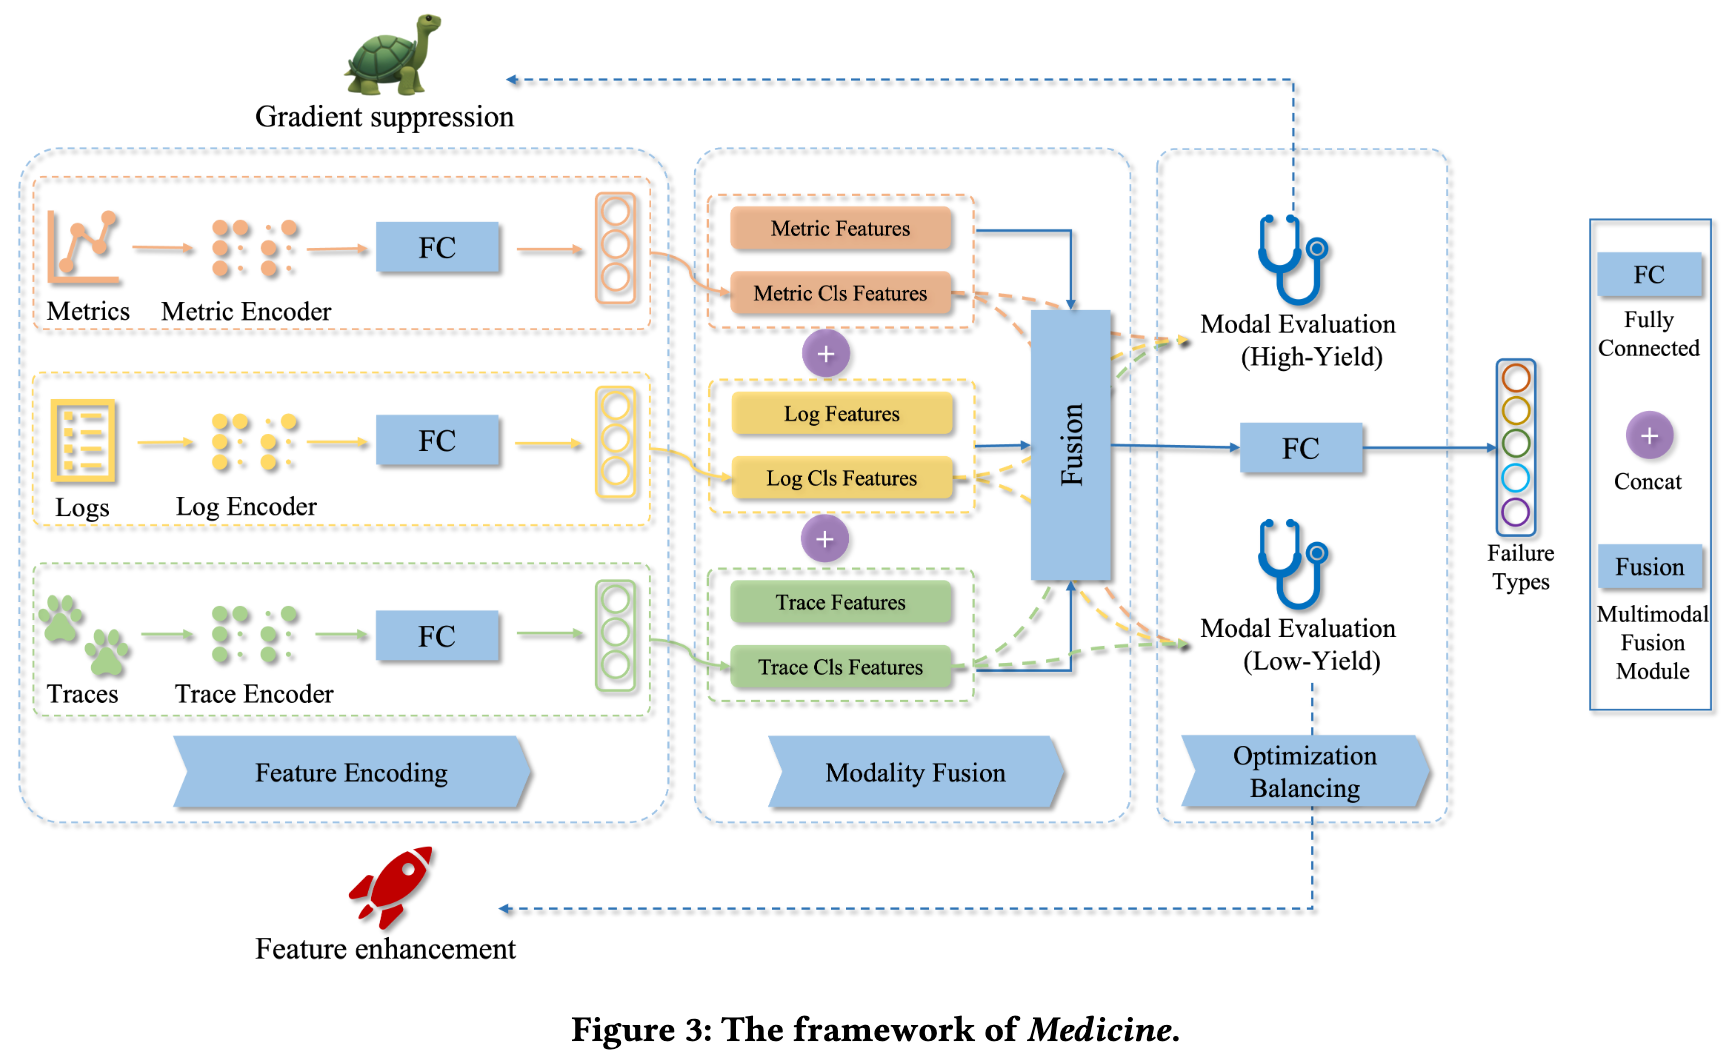 Gradient suppression
Metrics
Metric Encoder
FC
Logs
Log Encoder
FC
Traces
Trace Encoder
FC
Feature Encoding
Metric Features
Metric Cls Features
+
Log Features
Log Cls Features
+
Trace Features
Trace Cls Features
Fusion
Modality Fusion
Modal Evaluation
(High-Yield)
FC
Modal Evaluation
(Low-Yield)
Optimization
Balancing
Failure
Types
FC
Fully
Connected
+
Concat
Fusion
Multimodal
Fusion
Module
Feature enhancement
Figure 3: The framework of Medicine.